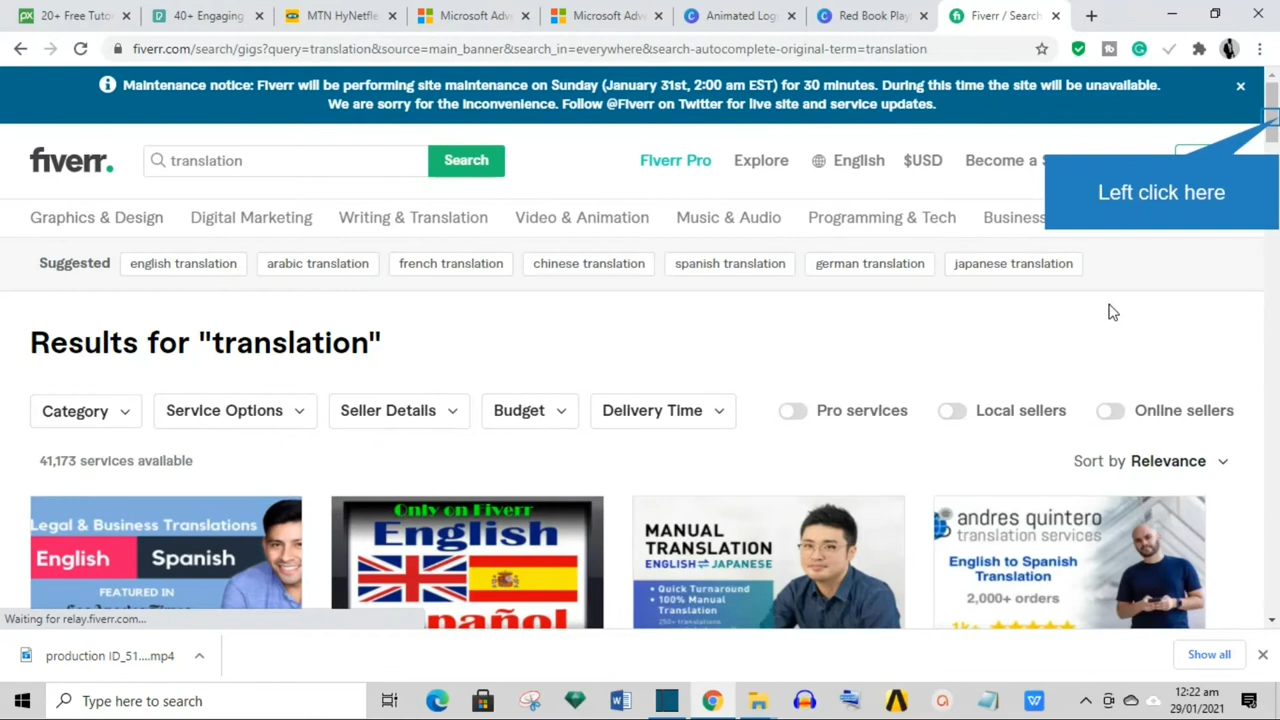 20+ Free Tuto
40+ Engaging
MTN HyNetfle
Microsoft Adv
Microsoft Adv
Animated Log
Red Book Play
Fiverr / Search
fiverr.com/search/gigs?query=translation&source=main_banner&search_in=everywhere&search-autocomplete-original-term=translation
Maintenance notice: Fiverr will be performing site maintenance on Sunday (January 31st, 2:00 am EST) for 30 minutes. During this time the site will be unavailable.
We are sorry for the inconvenience. Follow @Fiverr on Twitter for live site and service updates.
fiverr.
translation
Search
Fiverr Pro
Explore
English
$USD
Become a S
Left click here
Graphics & Design
Digital Marketing
Writing & Translation
Video & Animation
Music & Audio
Programming & Tech
Business
Suggested
english translation
arabic translation
french translation
chinese translation
spanish translation
german translation
japanese translation
Results for "translation"
Category
Service Options
Seller Details
Budget
Delivery Time
Pro services
Local sellers
Online sellers
41,173 services available
Sort by Relevance
Legal & Business Translations
English
Spanish
FEATURED IN
Only on Fiverr
English
Español
MANUAL
TRANSLATION
ENGLISH ⇌ JAPANESE
• Quick Turnaround
• 100% Manual
Translation
250+ translations
andres quintero
translation services
English to Spanish
Translation
2,000+ orders
1k+
Waiting for relay.fiverr.com...
production ID_51....mp4
Show all
Type here to search
12:22 am
29/01/2021